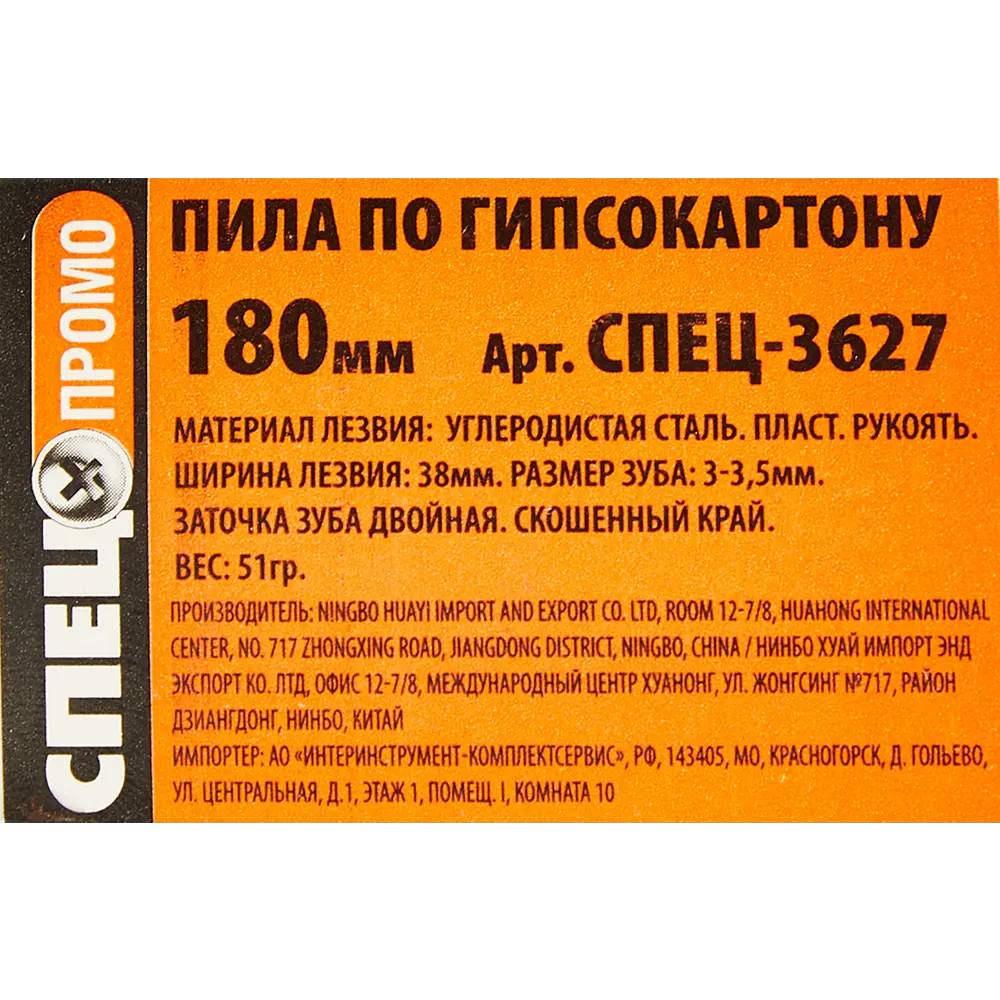 СПЕЦ ПРОМО
ПИЛА ПО ГИПСОКАРТОНУ
180мм Арт. СПЕЦ-3627
МАТЕРИАЛ ЛЕЗВИЯ: УГЛЕРОДИСТАЯ СТАЛЬ. ПЛАСТ. РУКОЯТЬ.
ШИРИНА ЛЕЗВИЯ: 38мм. РАЗМЕР ЗУБА: 3-3,5мм.
ЗАТОЧКА ЗУБА ДВОЙНАЯ. СКОШЕННЫЙ КРАЙ.
ВЕС: 51гр.
ПРОИЗВОДИТЕЛЬ: NINGBO HUAYI IMPORT AND EXPORT CO. LTD, ROOM 12-7/8, HUAHONG INTERNATIONAL
CENTER, NO. 717 ZHONGXING ROAD, JIANGDONG DISTRICT, NINGBO, CHINA / НИНБО ХУАЙ ИМПОРТ ЭНД
ЭКСПОРТ КО. ЛТД, ОФИС 12-7/8, МЕЖДУНАРОДНЫЙ ЦЕНТР ХУАНОНГ, УЛ. ЖОНГСИНГ №717, РАЙОН
ДЗИАНГДОНГ, НИНБО, КИТАЙ
ИМПОРТЕР: АО «ИНТЕРИНСТРУМЕНТ-КОМПЛЕКТСЕРВИС», РФ, 143405, МО, КРАСНОГОРСК, Д. ГОЛЬЕВО,
УЛ. ЦЕНТРАЛЬНАЯ, Д.1, ЭТАЖ 1, ПОМЕЩ. I, КОМНАТА 10